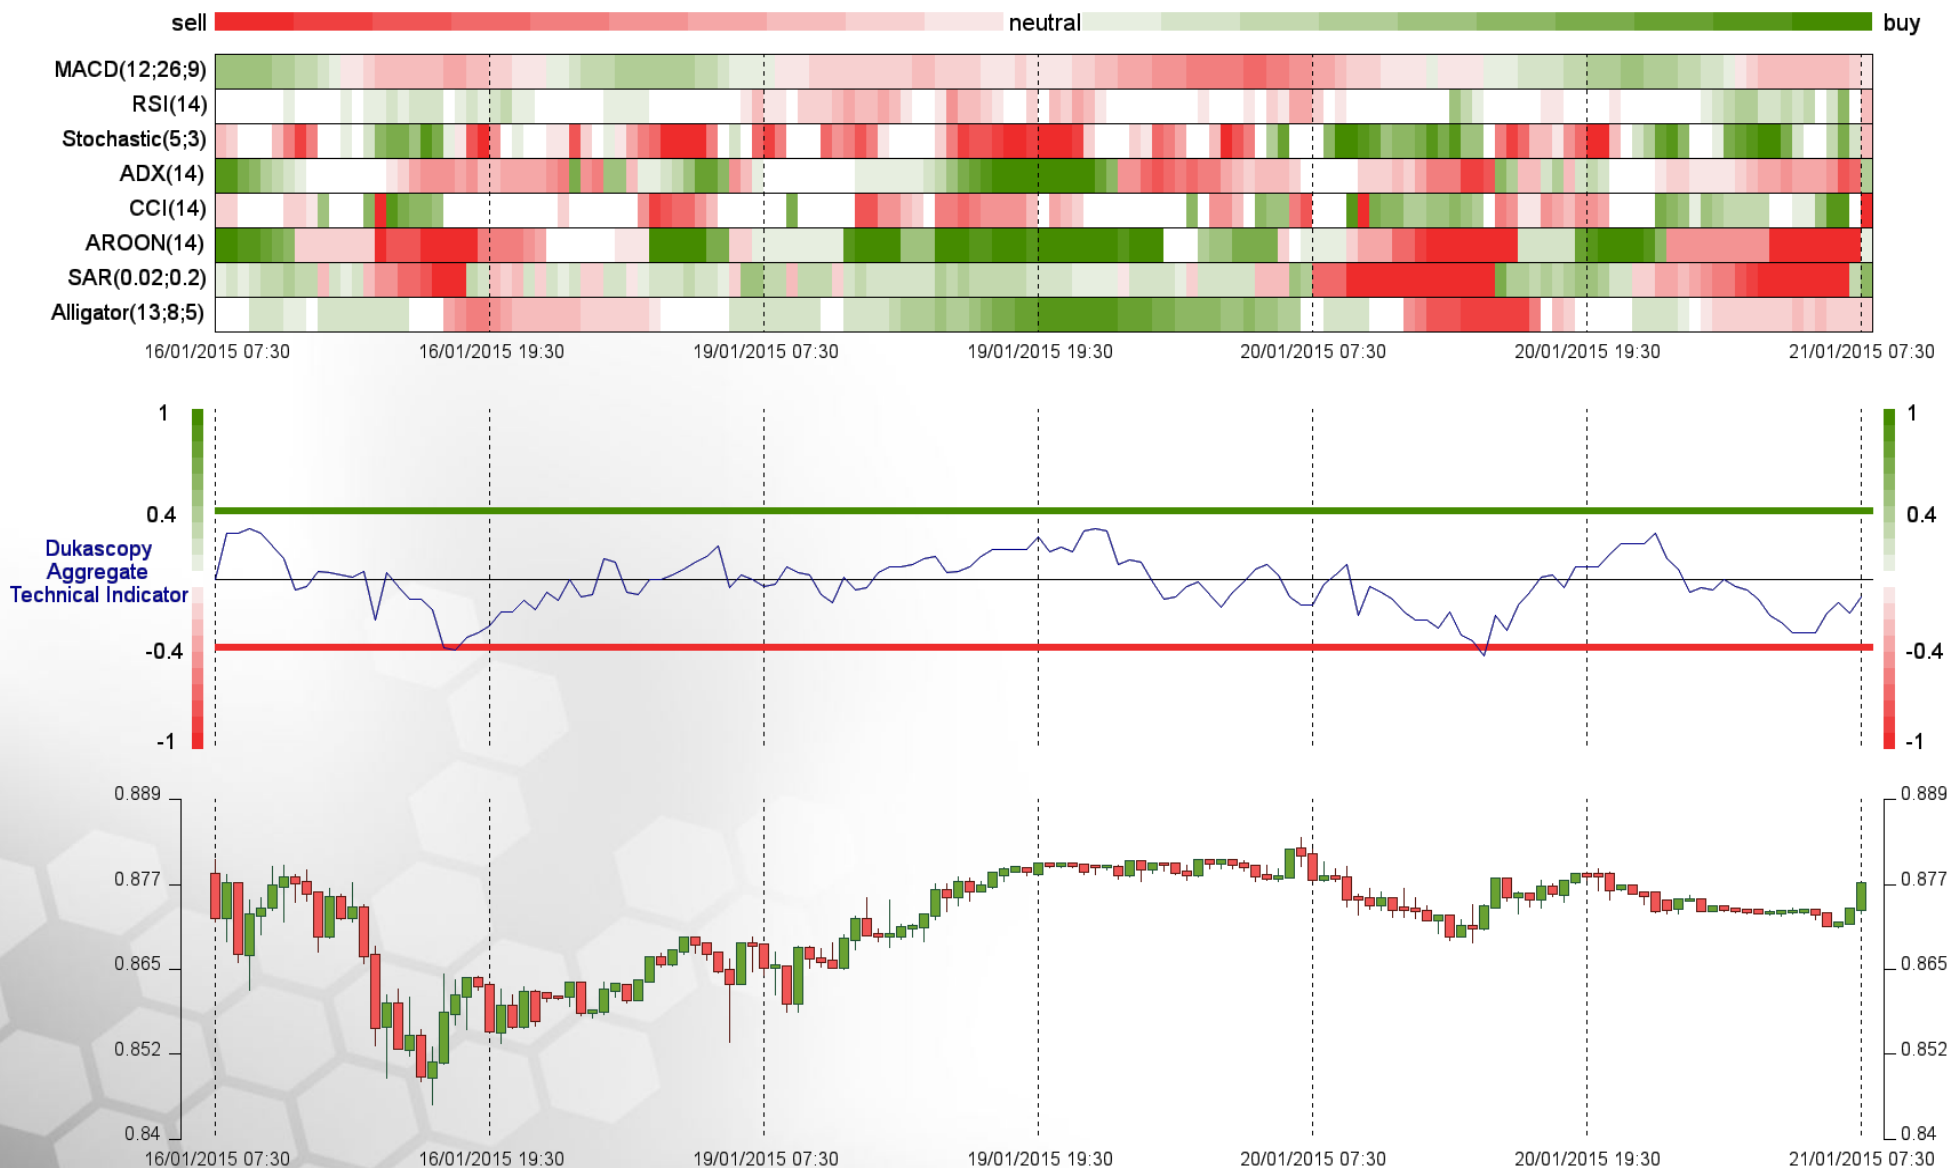 sell neutral buy
MACD(12;26;9)
RSI(14)
Stochastic(5;3)
ADX(14)
CCI(14)
AROON(14)
SAR(0.02;0.2)
Alligator(13;8;5)
16/01/2015 07:30 16/01/2015 19:30 19/01/2015 07:30 19/01/2015 19:30 20/01/2015 07:30 20/01/2015 19:30 21/01/2015 07:30
1 1
0.4 0.4
Dukascopy
Aggregate
Technical Indicator
-0.4 -0.4
-1 -1
0.889 0.889
0.877 0.877
0.865 0.865
0.852 0.852
0.84 0.84
16/01/2015 07:30 16/01/2015 19:30 19/01/2015 07:30 19/01/2015 19:30 20/01/2015 07:30 20/01/2015 19:30 21/01/2015 07:30